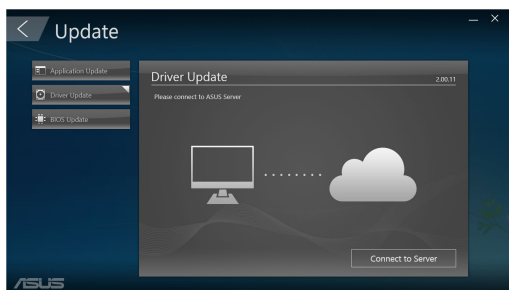 Update
Application Update
Driver Update
BIOS Update
Driver Update
2.00.11
Please connect to ASUS Server
Connect to Server
ASUS